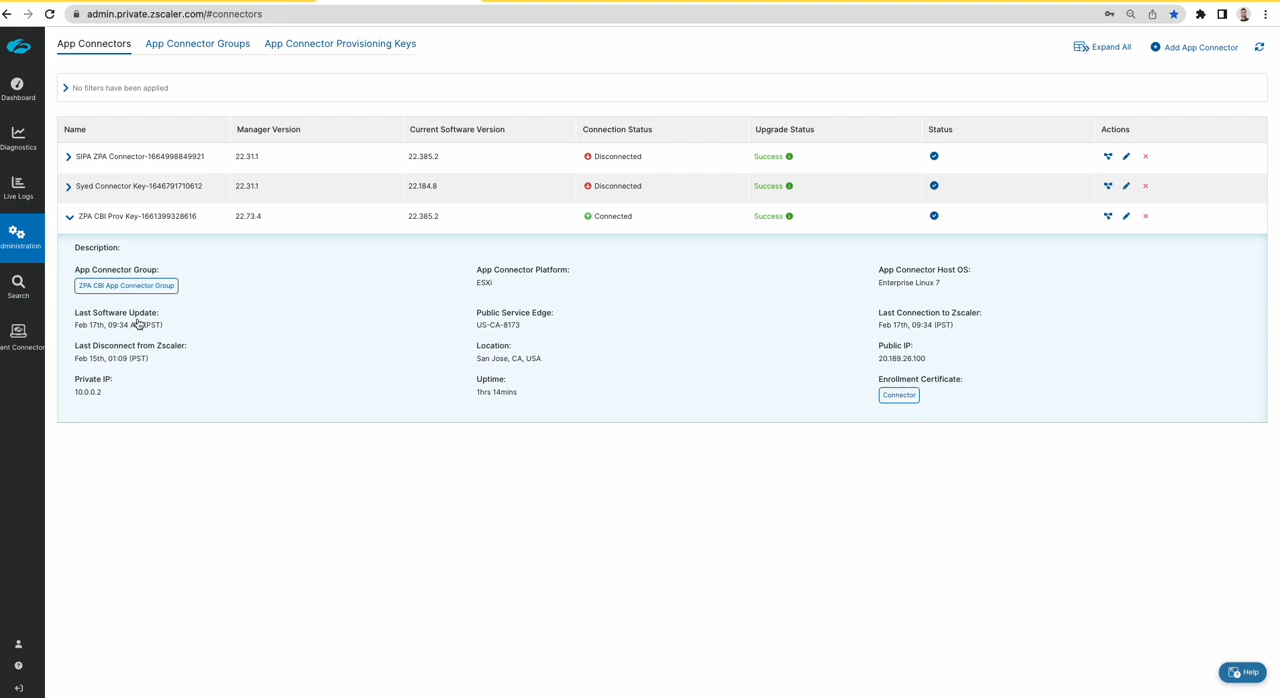 admin.private.zscaler.com/#connectors
App Connectors App Connector Groups App Connector Provisioning Keys
Expand All Add App Connector
No filters have been applied
Name Manager Version Current Software Version Connection Status Upgrade Status Status Actions
SIPA ZPA Connector-1664998849921 22.31.1 22.385.2 Disconnected Success
Syed Connector Key-1646791710612 22.31.1 22.184.8 Disconnected Success
ZPA CBI Prov Key-1661399328616 22.73.4 22.385.2 Connected Success
Description:
App Connector Group: App Connector Platform: App Connector Host OS:
ZPA CBI App Connector Group ESXi Enterprise Linux 7
Last Software Update: Public Service Edge: Last Connection to Zscaler:
Feb 17th, 09:34 (PST) US-CA-8173 Feb 17th, 09:34 (PST)
Last Disconnect from Zscaler: Location: Public IP:
Feb 15th, 01:09 (PST) San Jose, CA, USA 20.189.26.100
Private IP: Uptime: Enrollment Certificate:
10.0.0.2 1hrs 14mins Connector
Dashboard
Diagnostics
Live Logs
dministration
Search
ent Connector
Help